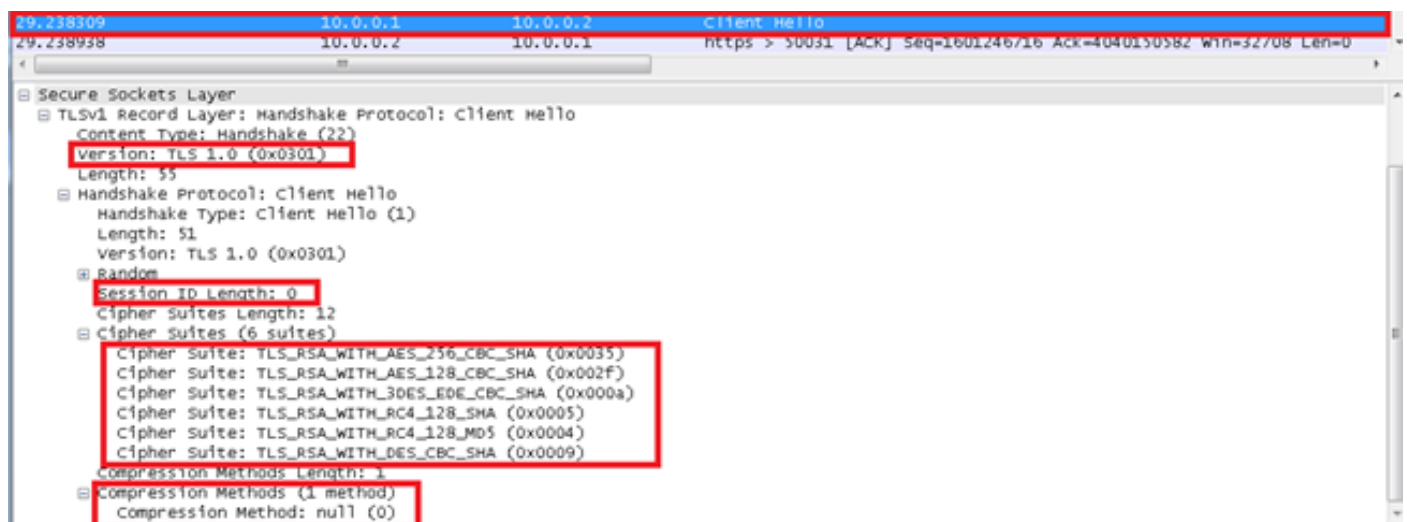 29.238309 10.0.0.1 10.0.0.2 Client Hello
29.238938 10.0.0.2 10.0.0.1 https > 50031 [ACK] Seq=1601246716 Ack=4040150582 Win=32708 Len=0
Secure Sockets Layer
TLSv1 Record Layer: Handshake Protocol: Client Hello
Content Type: Handshake (22)
Version: TLS 1.0 (0x0301)
Length: 55
Handshake Protocol: Client Hello
Handshake Type: Client Hello (1)
Length: 51
Version: TLS 1.0 (0x0301)
Random
Session ID Length: 0
Cipher Suites Length: 12
Cipher Suites (6 suites)
Cipher Suite: TLS_RSA_WITH_AES_256_CBC_SHA (0x0035)
Cipher Suite: TLS_RSA_WITH_AES_128_CBC_SHA (0x002f)
Cipher Suite: TLS_RSA_WITH_3DES_EDE_CBC_SHA (0x000a)
Cipher Suite: TLS_RSA_WITH_RC4_128_SHA (0x0005)
Cipher Suite: TLS_RSA_WITH_RC4_128_MD5 (0x0004)
Cipher Suite: TLS_RSA_WITH_DES_CBC_SHA (0x0009)
Compression Methods Length: 1
Compression Methods (1 method)
Compression Method: null (0)